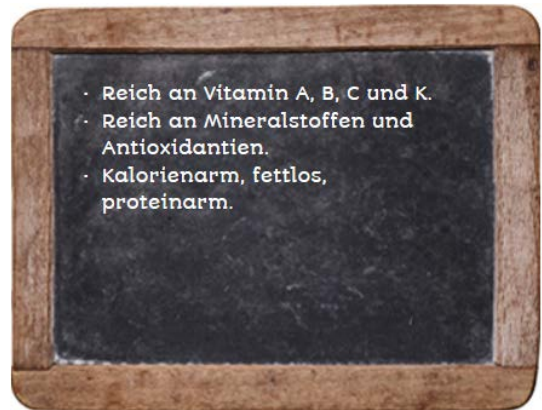 · Reich an Vitamin A, B, C und K.
· Reich an Mineralstoffen und
Antioxidantien.
· Kalorienarm, fettlos,
proteinarm.